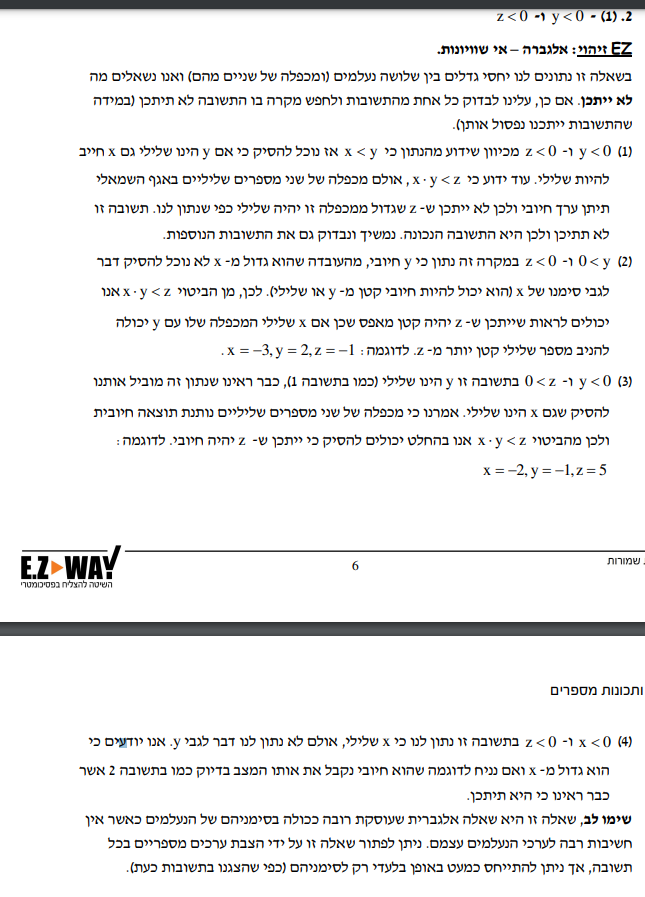 2. (1) - y < 0 ו- z < 0
EZ זיהוי: אלגברה – אי שוויונות.
בשאלה זו נתונים לנו יחסי גדלים בין שלושה נעלמים (ומכפלה של שניים מהם) ואנו נשאלים מה
לא ייתכן. אם כן, עלינו לבדוק כל אחת מהתשובות ולחפש מקרה בו התשובה לא תיתכן (במידה
שהתשובות ייתכנו נפסול אותן).
(1) y < 0 ו- z < 0 מכיוון שידוע מהנתון כי x < y אז נוכל להסיק כי אם y הינו שלילי גם x חייב
להיות שלילי. עוד ידוע כי x · y < z, אולם מכפלה של שני מספרים שליליים באגף השמאלי
תיתן ערך חיובי ולכן לא ייתכן ש- z שגדול ממכפלה זו יהיה שלילי כפי שנתון לנו. תשובה זו
לא תתיכן ולכן היא התשובה הנכונה. נמשיך ונבדוק גם את התשובות הנוספות.
(2) 0 < y ו- z < 0 במקרה זה נתון כי y חיובי, מהעובדה שהוא גדול מ- x לא נוכל להסיק דבר
לגבי סימנו של x (הוא יכול להיות חיובי קטן מ- y או שלילי). לכן, מן הביטוי x · y < z אנו
יכולים לראות שייתכן ש- z יהיה קטן מאפס שכן אם x שלילי המכפלה שלו עם y יכולה
להניב מספר שלילי קטן יותר מ- z. לדוגמה: x = −3, y = 2, z = −1.
(3) y < 0 ו- 0 < z בתשובה זו y הינו שלילי, כבר ראינו שנתון זה מוביל אותנו
להסיק שגם x הינו שלילי. אמרנו כי מכפלה של שני מספרים שליליים נותנת תוצאה חיובית
ולכן מהביטוי x · y < z אנו בהחלט יכולים להסיק כי ייתכן ש- z יהיה חיובי. לדוגמה:
x = −2, y = −1, z = 5
שמורות.
6
E.Z WAY
השיטה להצליח בפסיכומטרי
ותכונות מספרים
(4) x < 0 ו- z < 0 בתשובה זו נתון לנו כי x שלילי, אולם לא נתון לנו דבר לגבי y. אנו יודעים כי
הוא גדול מ- x ואם נניח לדוגמה שהוא חיובי נקבל את אותו המצב בדיוק כמו בתשובה 2 אשר
כבר ראינו כי היא תיתכן.
שימו לב, שאלה זו היא שאלה אלגברית שעוסקת רובה ככולה בסימניהם של הנעלמים כאשר אין
חשיבות רבה לערכי הנעלמים עצמם. ניתן לפתור שאלה זו על ידי הצבת ערכים מספריים בכל
תשובה, אך ניתן להתייחס כמעט באופן בלעדי רק לסימניהם (כפי שהצגנו בתשובות כעת).